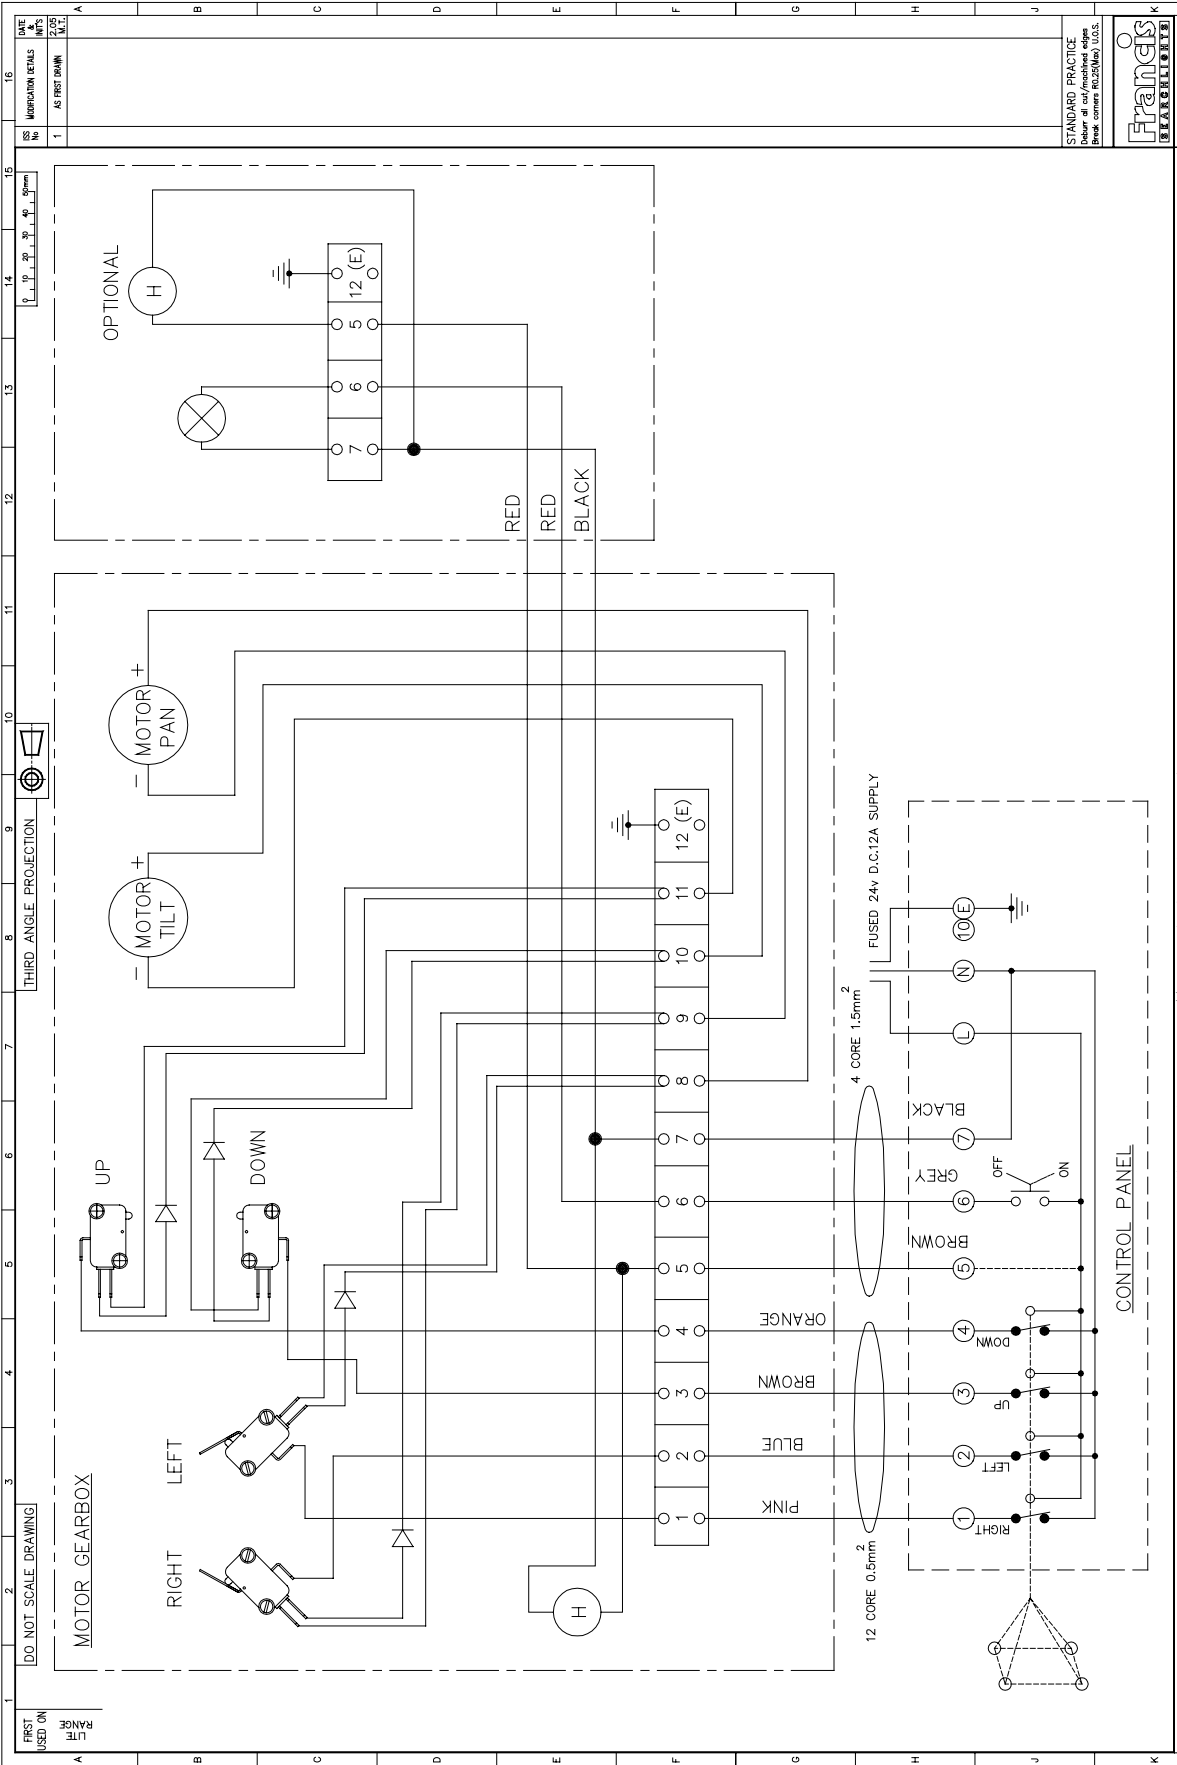 FIRST
USED ON
LITE
RANGE
DO NOT SCALE DRAWING
THIRD ANGLE PROJECTION
0 10 20 30 40 50mm
ISS
No
MODIFICATION DETAILS
DATE
&
INIT'S
1
AS FIRST DRAWN
2.05
M.T.
1 2 3 4 5 6 7 8 9 10 11 12 13 14 15 16
A B C D E F G H J K
A B C D E F G H J K
MOTOR GEARBOX
RIGHT
LEFT
UP
DOWN
- MOTOR +
TILT
- MOTOR +
PAN
OPTIONAL
H
7 6 5 12 (E)
RED
RED
BLACK
H
1 2 3 4 5 6 7 8 9 10 11 12 (E)
PINK
BLUE
BROWN
ORANGE
BROWN
GREY
BLACK
12 CORE 0.5mm 2
4 CORE 1.5mm 2
FUSED 24v D.C.12A SUPPLY
1 2 3 4 5 6 7 L N 10 E
RIGHT
LEFT
UP
DOWN
OFF
ON
CONTROL PANEL
STANDARD PRACTICE
Deburr all cut/machined edges
Break corners R0.25(Max) U.O.S.
Francis
SEARCHLIGHTS